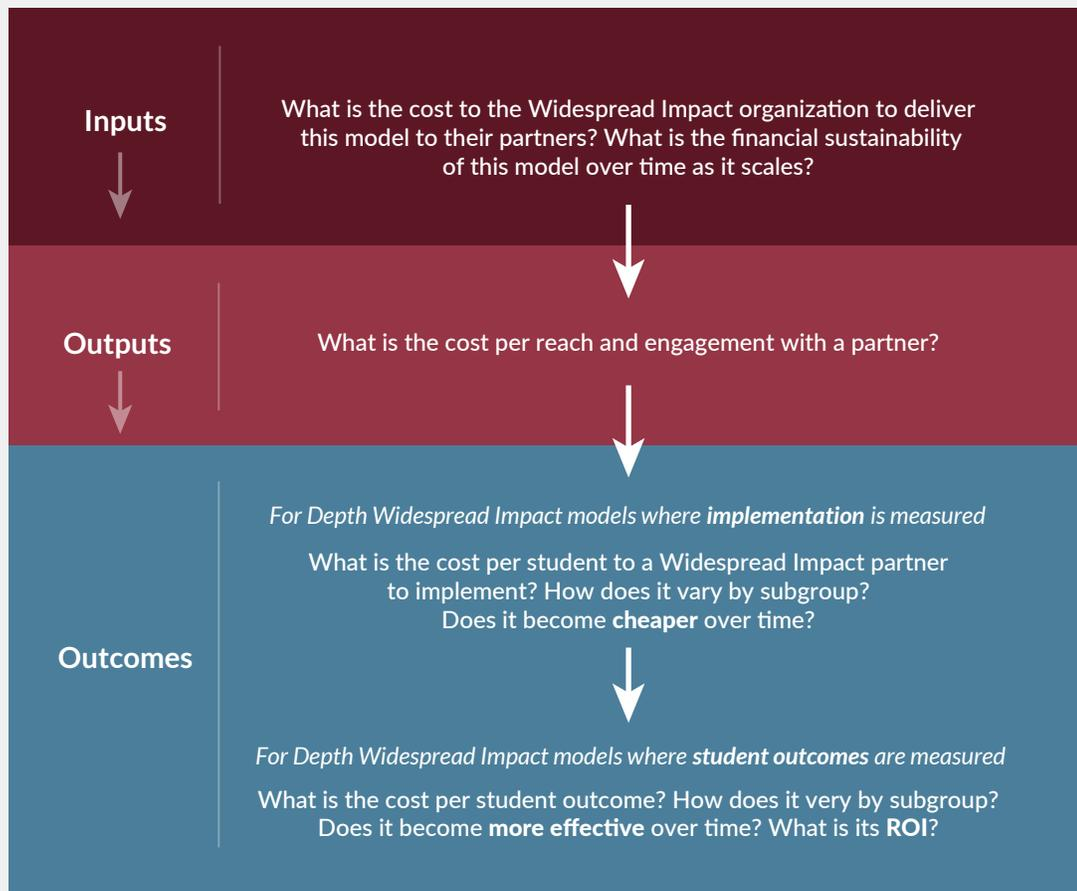 Inputs
What is the cost to the Widespread Impact organization to deliver
this model to their partners? What is the financial sustainability
of this model over time as it scales?
Outputs
What is the cost per reach and engagement with a partner?
Outcomes
For Depth Widespread Impact models where implementation is measured
What is the cost per student to a Widespread Impact partner
to implement? How does it vary by subgroup?
Does it become cheaper over time?
For Depth Widespread Impact models where student outcomes are measured
What is the cost per student outcome? How does it very by subgroup?
Does it become more effective over time? What is its ROI?